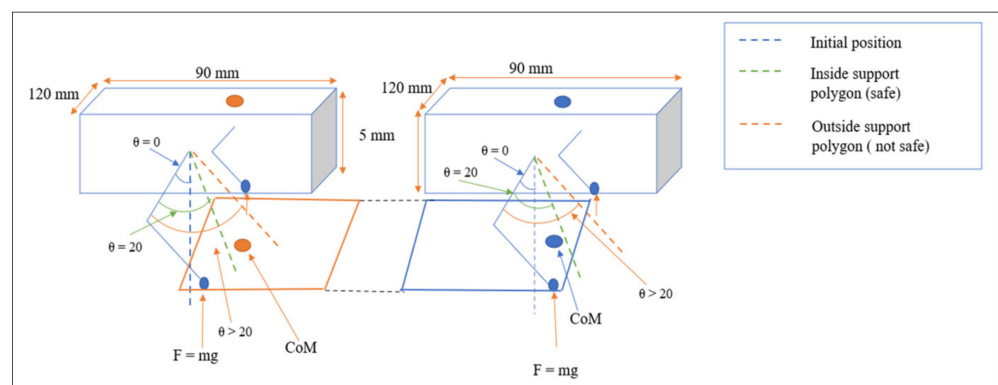 90 mm
120 mm
θ = 0
5 mm
θ = 20
θ > 20
F = mg
CoM
90 mm
120 mm
θ = 0
θ = 20
θ > 20
CoM
F = mg
Initial position
Inside support
polygon (safe)
Outside support
polygon ( not safe)